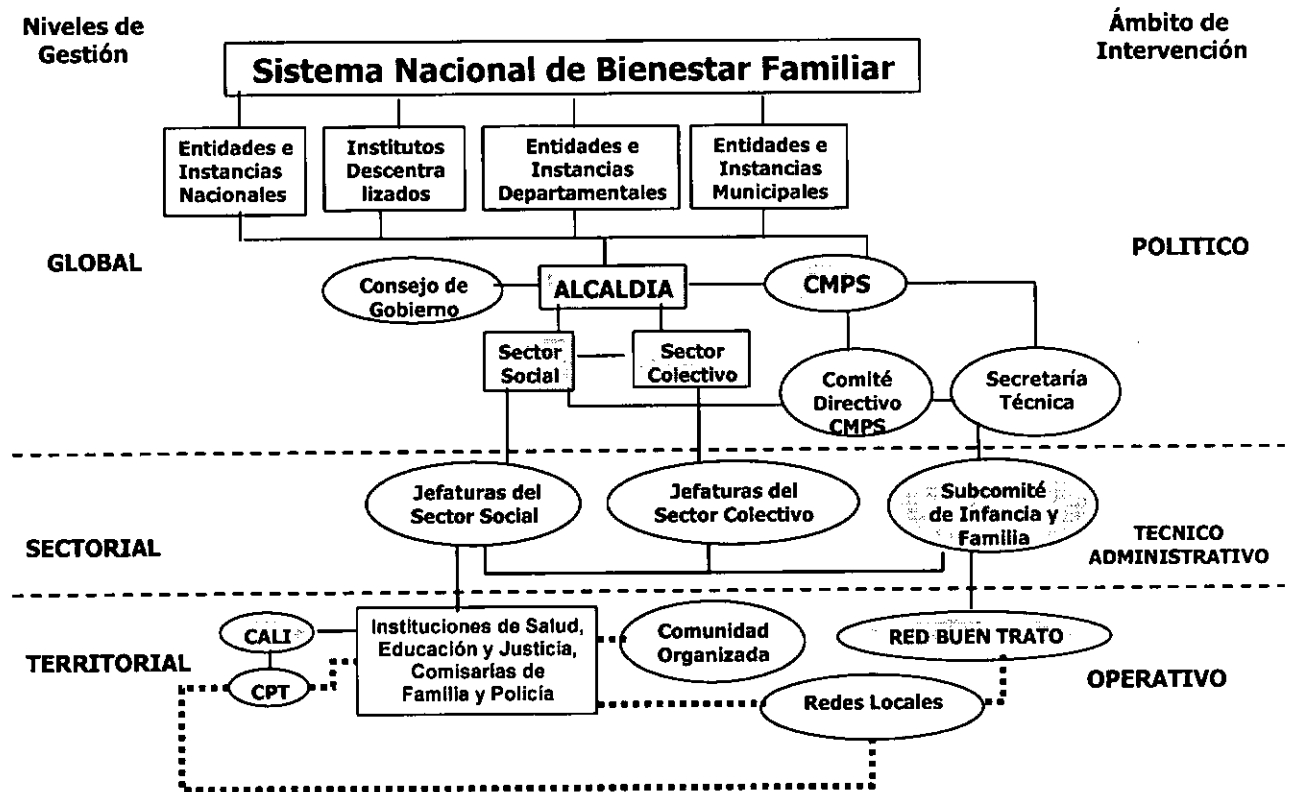 Niveles de
Gestión
Ámbito de
Intervención
Sistema Nacional de Bienestar Familiar
Entidades e
Instancias
Nacionales
Institutos
Descentra
lizados
Entidades e
Instancias
Departamentales
Entidades e
Instancias
Municipales
GLOBAL
POLITICO
Consejo de
Gobierno
ALCALDIA
CMPS
Sector
Social
Sector
Colectivo
Comité
Directivo
CMPS
Secretaría
Técnica
Jefaturas del
Sector Social
Jefaturas del
Sector Colectivo
Subcomité
de Infancia y
Familia
SECTORIAL
TECNICO
ADMINISTRATIVO
CALI
CPT
Instituciones de Salud,
Educación y Justicia,
Comisarías de
Familia y Policía
Comunidad
Organizada
RED BUEN TRATO
TERRITORIAL
OPERATIVO
Redes Locales